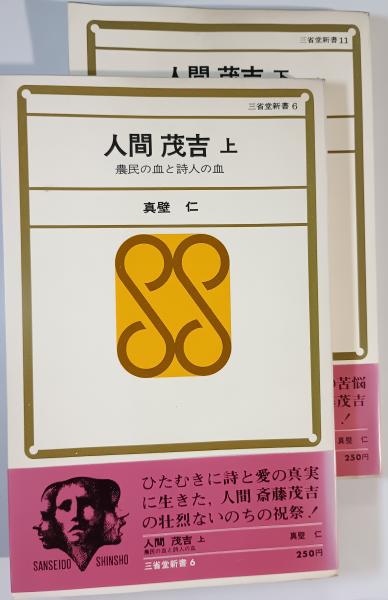 三省堂新書 11
人間 茂吉 下
三省堂新書 6
人間 茂吉 上
農民の血と詩人の血
真壁 仁
苦悩
茂吉
!
真壁 仁
250円
ひたむきに詩と愛の真実
に生きた,人間 斎藤茂吉
の壮烈ないのちの祝祭!
SANSEIDO SHINSHO
人間 茂吉 上
真壁 仁
農民の血と詩人の血
250円
三省堂新書 6